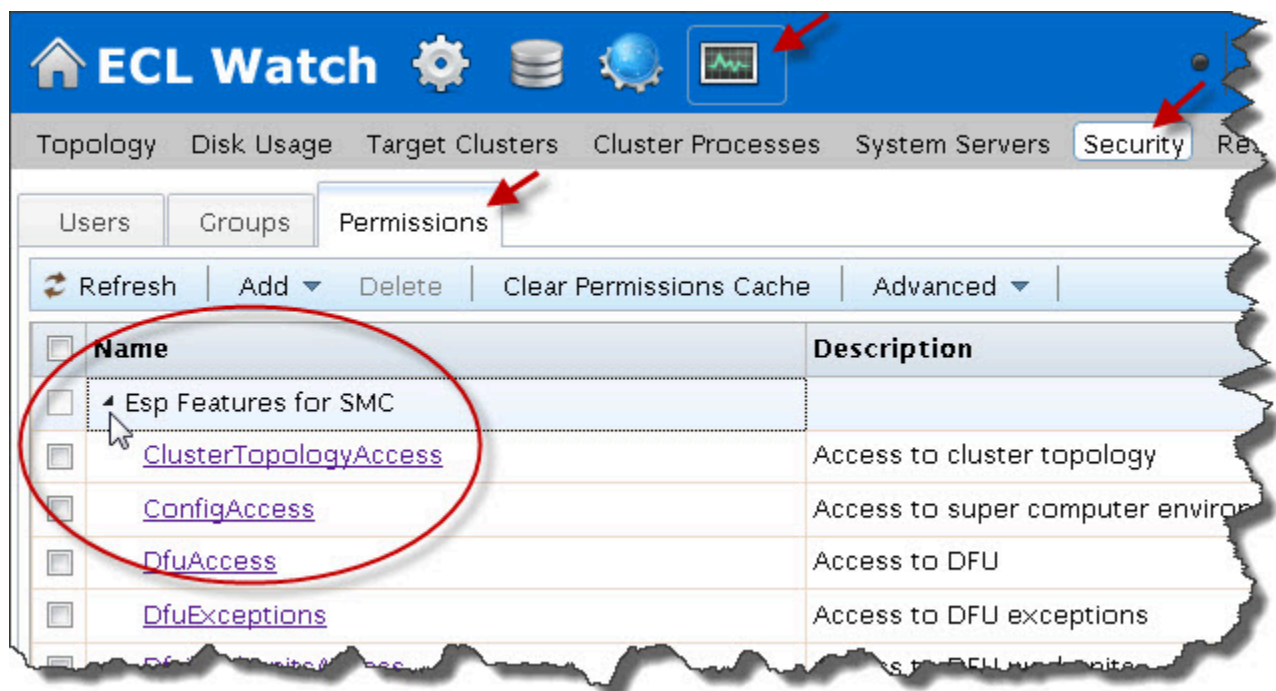 ECL Watch
Topology Disk Usage Target Clusters Cluster Processes System Servers Security
Users Groups Permissions
Refresh Add Delete Clear Permissions Cache Advanced
Name Description
Esp Features for SMC
ClusterTopologyAccess Access to cluster topology
ConfigAccess Access to super computer
DfuAccess Access to DFU
DfuExceptions Access to DFU exceptions